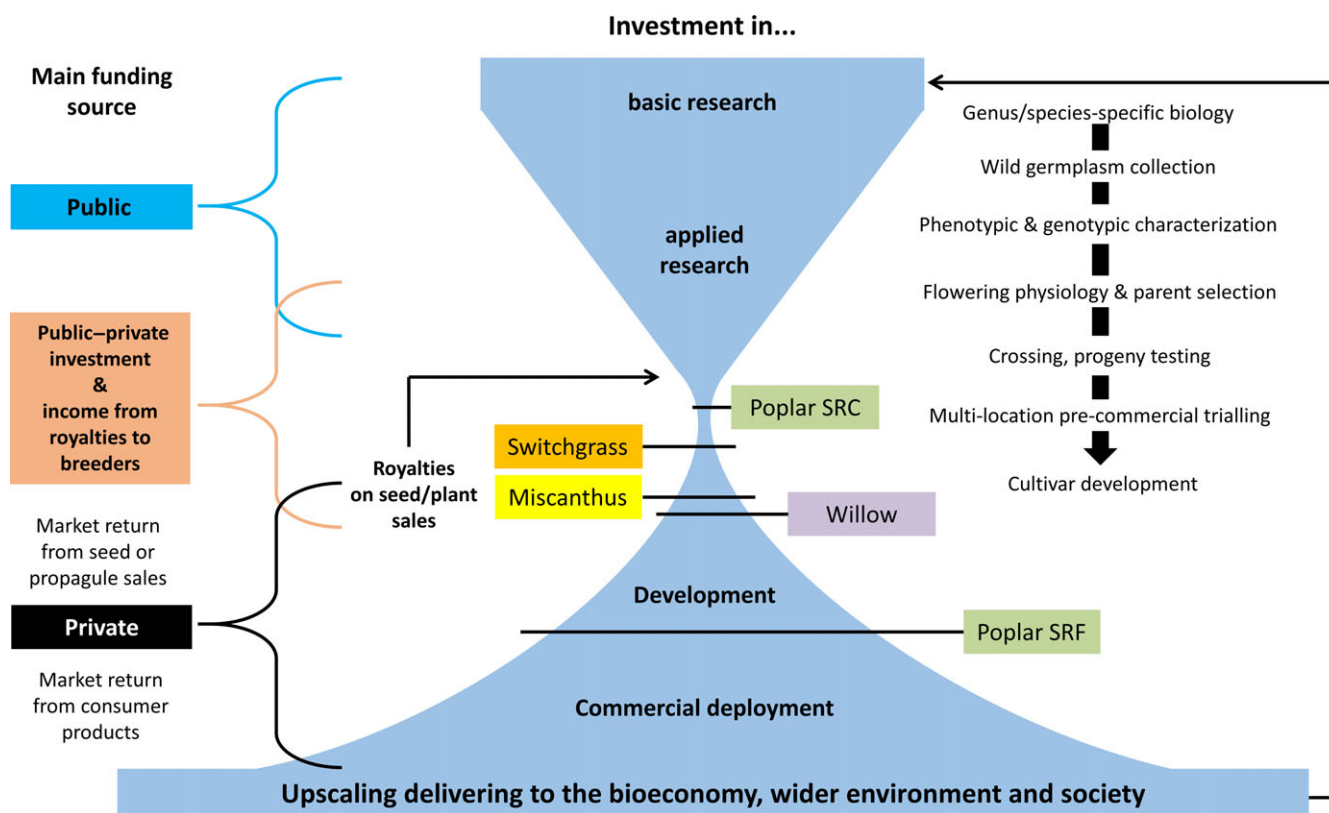 Investment in...
Main funding
source
Public
Public–private
investment
&
income from
royalties to
breeders
Market return
from seed or
propagule sales
Private
Market return
from consumer
products
Royalties
on seed/plant
sales
basic research
applied
research
Poplar SRC
Switchgrass
Miscanthus
Willow
Development
Poplar SRF
Commercial deployment
Upscaling delivering to the bioeconomy, wider environment and society
Genus/species-specific biology
Wild germplasm collection
Phenotypic & genotypic characterization
Flowering physiology & parent selection
Crossing, progeny testing
Multi-location pre-commercial trialling
Cultivar development